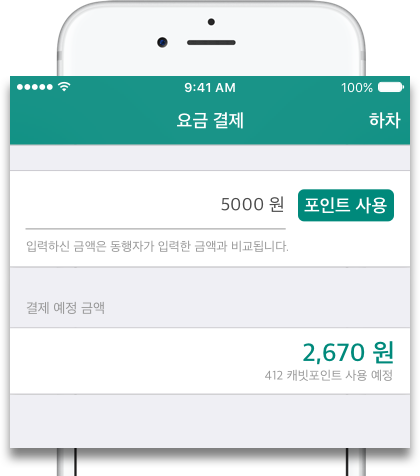 9:41 AM
100%
요금 결제
하차
5000 원
포인트 사용
입력하신 금액은 동행자가 입력한 금액과 비교됩니다.
결제 예정 금액
2,670 원
412 캐빗포인트 사용 예정